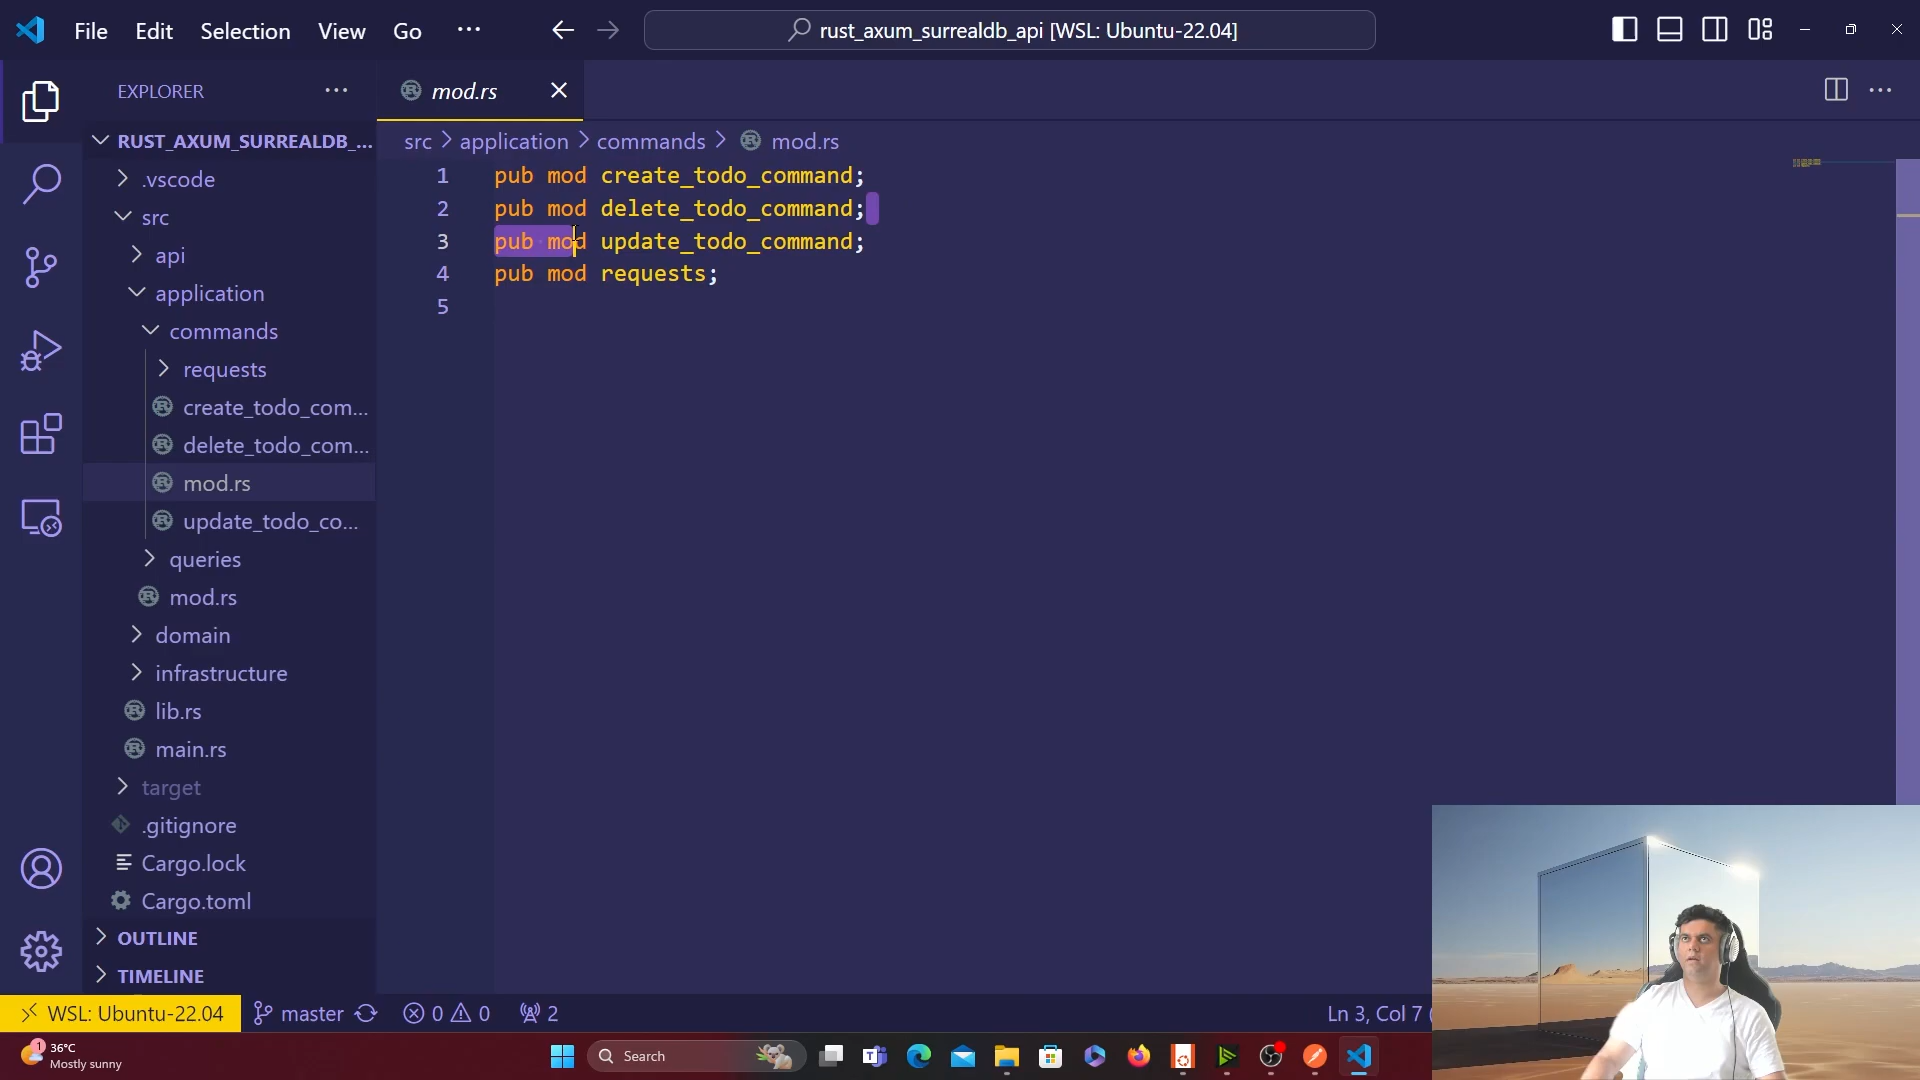 File Edit Selection View Go ···
rust_axum_surrealdb_api [WSL: Ubuntu-22.04]
EXPLORER ···
mod.rs
RUST_AXUM_SURREALDB_...
src > application > commands > mod.rs
.vscode
src
api
application
commands
requests
create_todo_com...
delete_todo_com...
mod.rs
update_todo_co...
queries
mod.rs
domain
infrastructure
lib.rs
main.rs
target
.gitignore
Cargo.lock
Cargo.toml
OUTLINE
TIMELINE
1 pub mod create_todo_command;
2 pub mod delete_todo_command;
3 pub mod update_todo_command;
4 pub mod requests;
5
WSL: Ubuntu-22.04 master 0 0 2 Ln 3, Col 7 (
1 36°C
Mostly sunny
Search